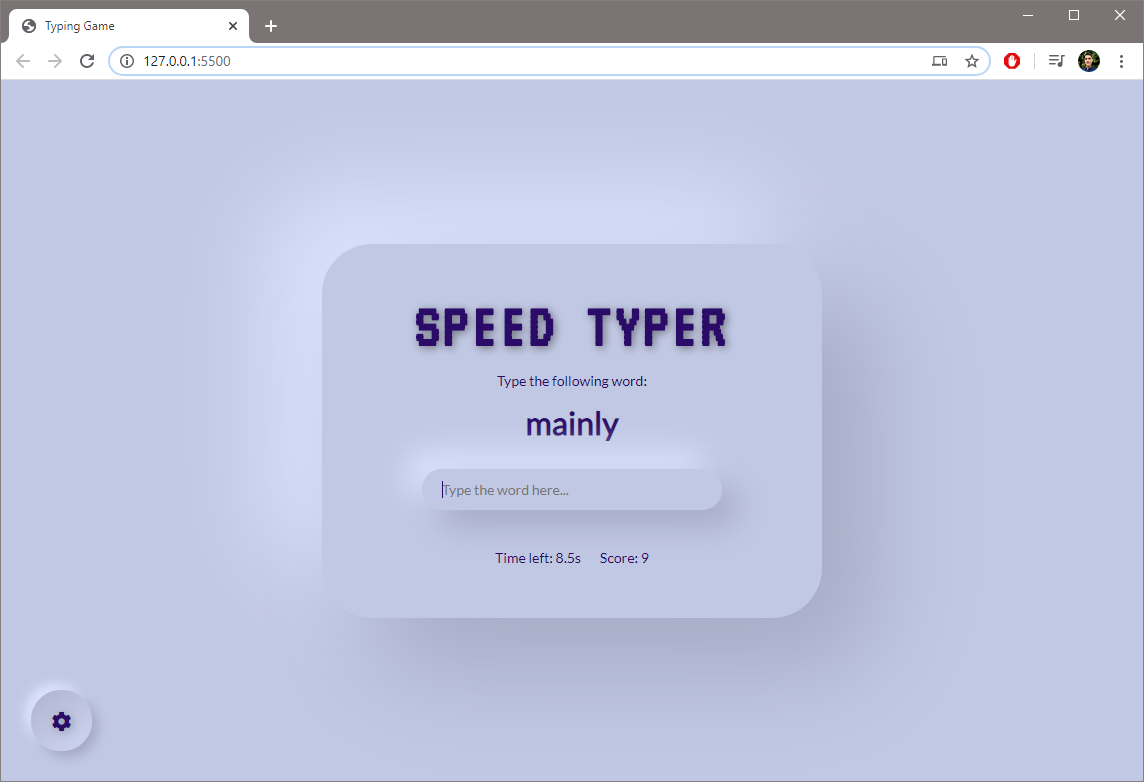 Typing Game
127.0.0.1:5500
SPEED TYPER
Type the following word:
mainly
Type the word here...
Time left: 8.5s Score: 9